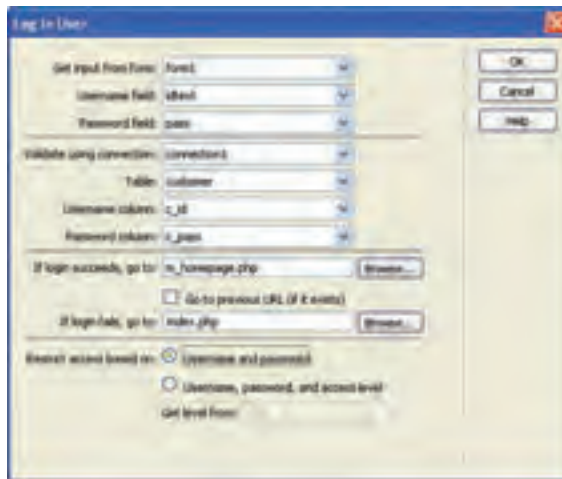 Log In User
Get input from form: form1
OK
Username field: idtext
Cancel
Password field: pass
Help
Validate using connection: connection1
Table: customer
Username column: c_id
Password column: c_pass
If login succeeds, go to: m_homepage.php Browse...
Go to previous URL (if it exists)
If login fails, go to: index.php Browse...
Restrict access based on: Username and password
Username, password, and access level
Get level from: